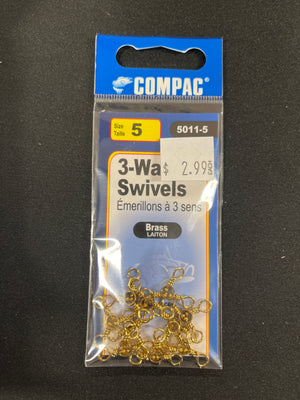 COMPAC
Size
Taille
5
5011-5
3-Wa
$ 2.99
Swivels
Émerillons à 3 sens
Brass
LAITON